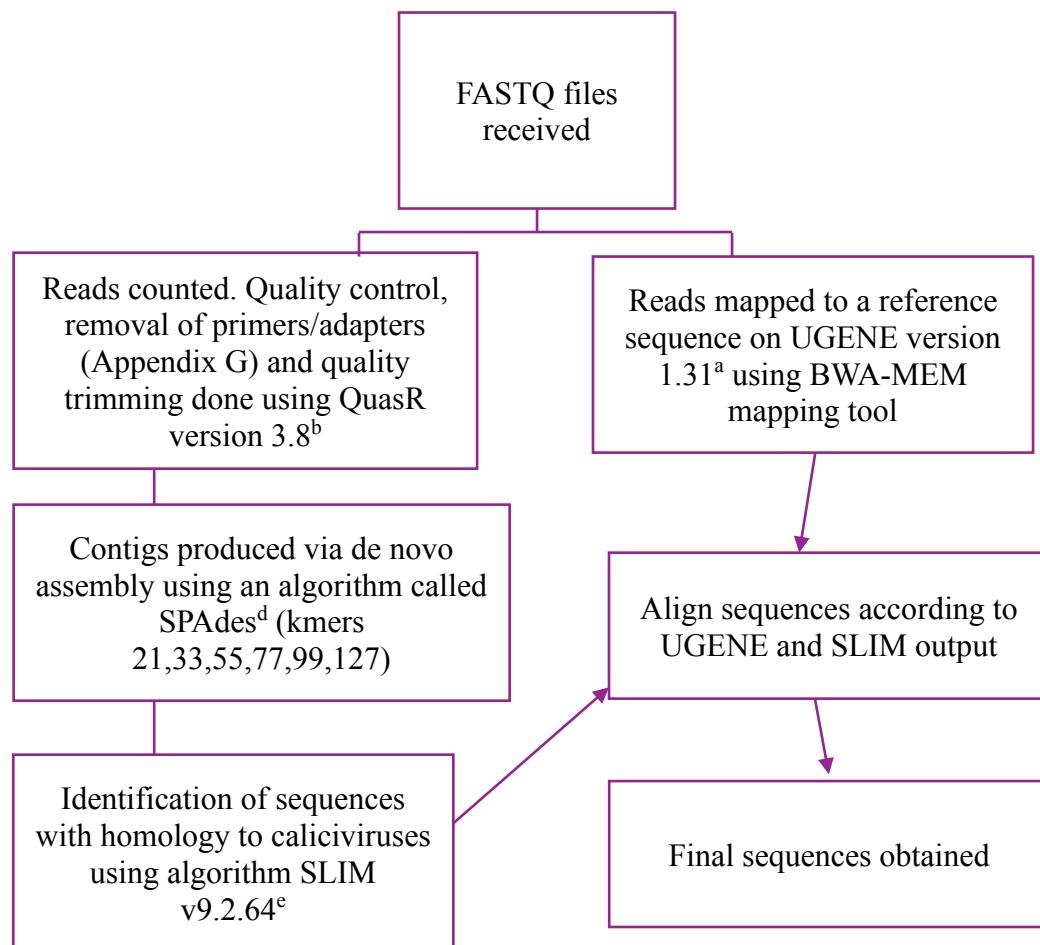 FASTQ files
received
Reads counted. Quality control,
removal of primers/adapters
(Appendix G) and quality
trimming done using QuasR
version 3.8ᵇ
Reads mapped to a reference
sequence on UGENE version
1.31ᵃ using BWA-MEM
mapping tool
Contigs produced via de novo
assembly using an algorithm called
SPAdesᵈ (kmers
21,33,55,77,99,127)
Align sequences according to
UGENE and SLIM output
Identification of sequences
with homology to caliciviruses
using algorithm SLIM
v9.2.64ᵉ
Final sequences obtained